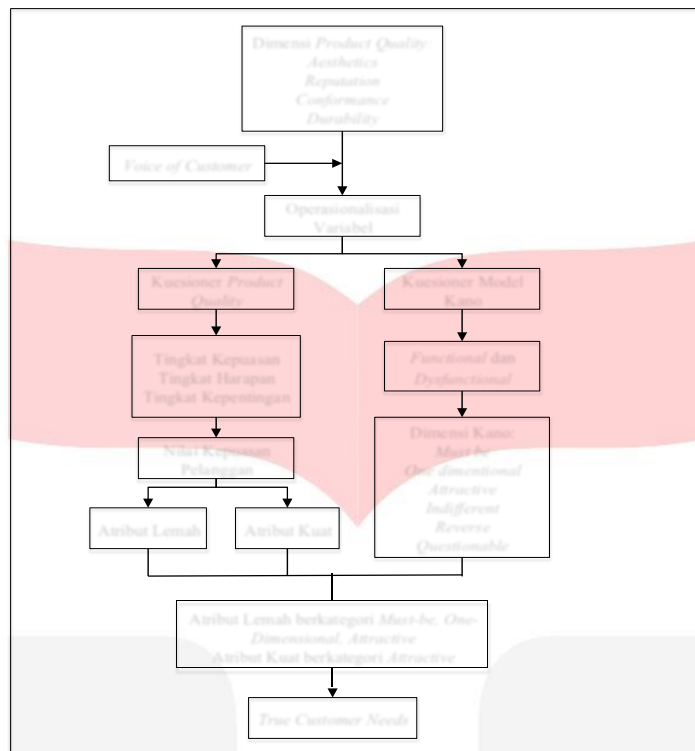 Dimensi Product Quality:
Aesthetics
Reputation
Conformance
Durability
Voice of Customer
Operasionalisasi
Variabel
Kuesioner Product
Quality
Kuesioner Model
Kano
Tingkat Kepuasan
Tingkat Harapan
Tingkat Kepentingan
Functional dan
Dysfunctional
Nilai Kepuasan
Pelanggan
Dimensi Kano:
Must be
One dimentional
Attractive
Indifferent
Reverse
Questionable
Atribut Lemah
Atribut Kuat
Atribut Lemah berkategori Must-be, One-
Dimensional, Attractive
Atribut Kuat berkategori Attractive
True Customer Needs